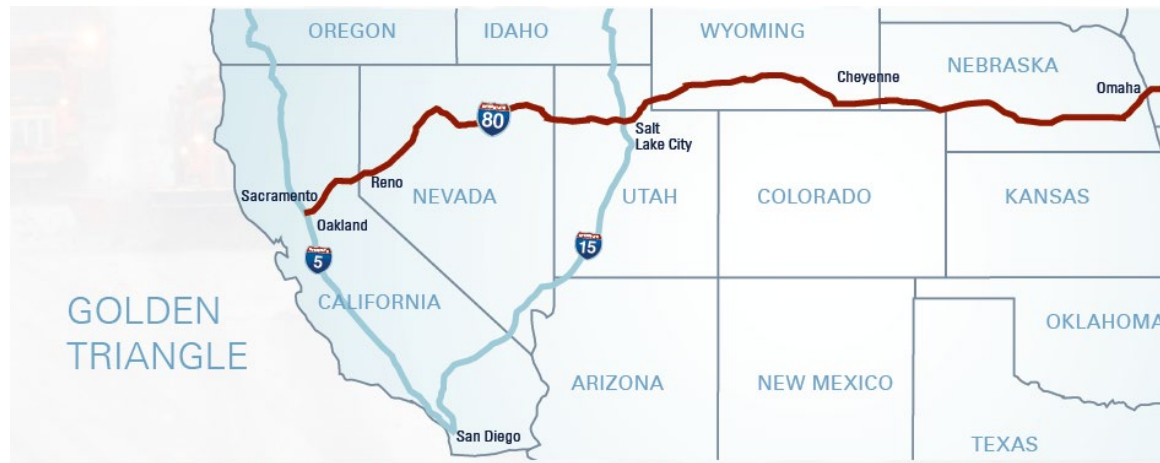 OREGON
IDAHO
WYOMING
NEBRASKA
Cheyenne
Omaha
80
Salt
Lake City
Sacramento
Reno
NEVADA
UTAH
COLORADO
KANSAS
Oakland
5
15
CALIFORNIA
GOLDEN
TRIANGLE
OKLAHOMA
ARIZONA
NEW MEXICO
San Diego
TEXAS